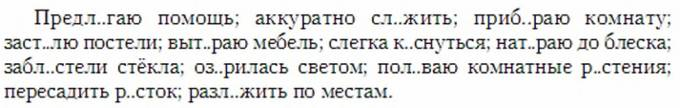 Предл..гаю помощь; аккуратно сл..жить; приб..раю комнату;
заст..лю постели; выт..раю мебель; слегка к..снуться; нат..раю до блеска;
забл..стели стёкла; оз..рилась светом; пол..ваю комнатные р..стения;
пересадить р..сток; разл..жить по местам.